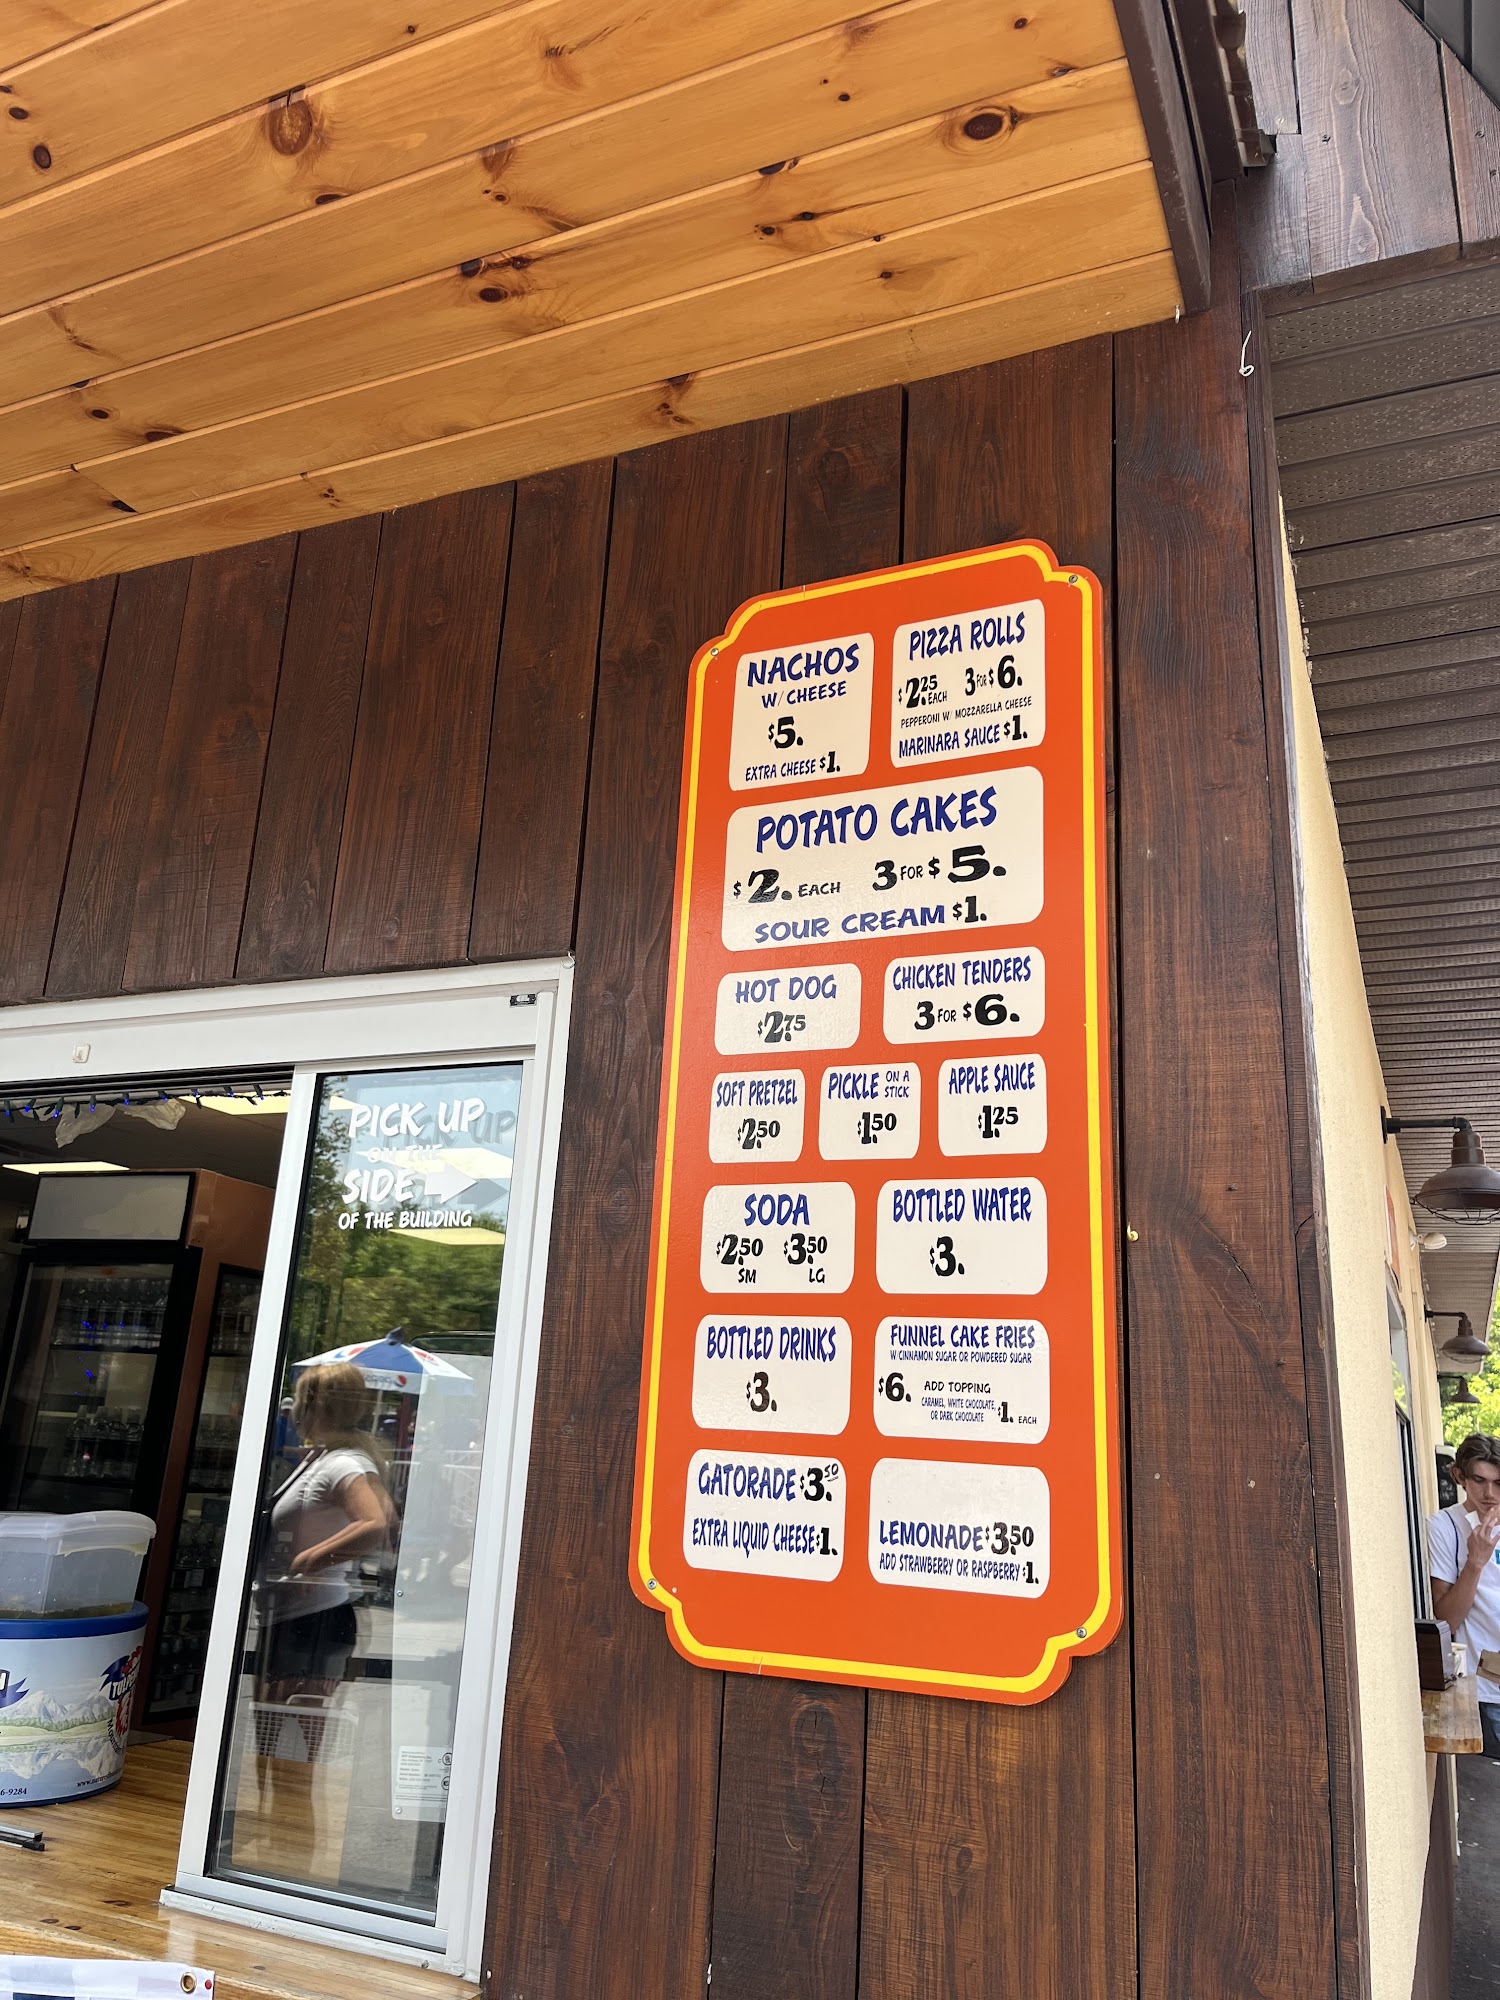 NACHOS
W/ CHEESE
$5.
EXTRA CHEESE $1.
PIZZA ROLLS
$2.25 EACH 3 FOR $6.
PEPPERONI W/ MOZZARELLA CHEESE
MARINARA SAUCE $1.
POTATO CAKES
$2. EACH 3 FOR $5.
SOUR CREAM $1.
HOT DOG
$2.75
CHICKEN TENDERS
3 FOR $6.
SOFT PRETZEL
$2.50
PICKLE ON A STICK
$1.50
APPLE SAUCE
$1.25
SODA
$2.50 $3.50
SM LG
BOTTLED WATER
$3.
BOTTLED DRINKS
$3.
FUNNEL CAKE FRIES
W CINNAMON SUGAR OR POWDERED SUGAR
$6. ADD TOPPING
CARAMEL, WHITE CHOCOLATE,
OR DARK CHOCOLATE $1. EACH
GATORADE $3.50
EXTRA LIQUID CHEESE $1.
LEMONADE $3.50
ADD STRAWBERRY OR RASPBERRY $1.
PICK UP
ON THE
SIDE
OF THE BUILDING
6-9284